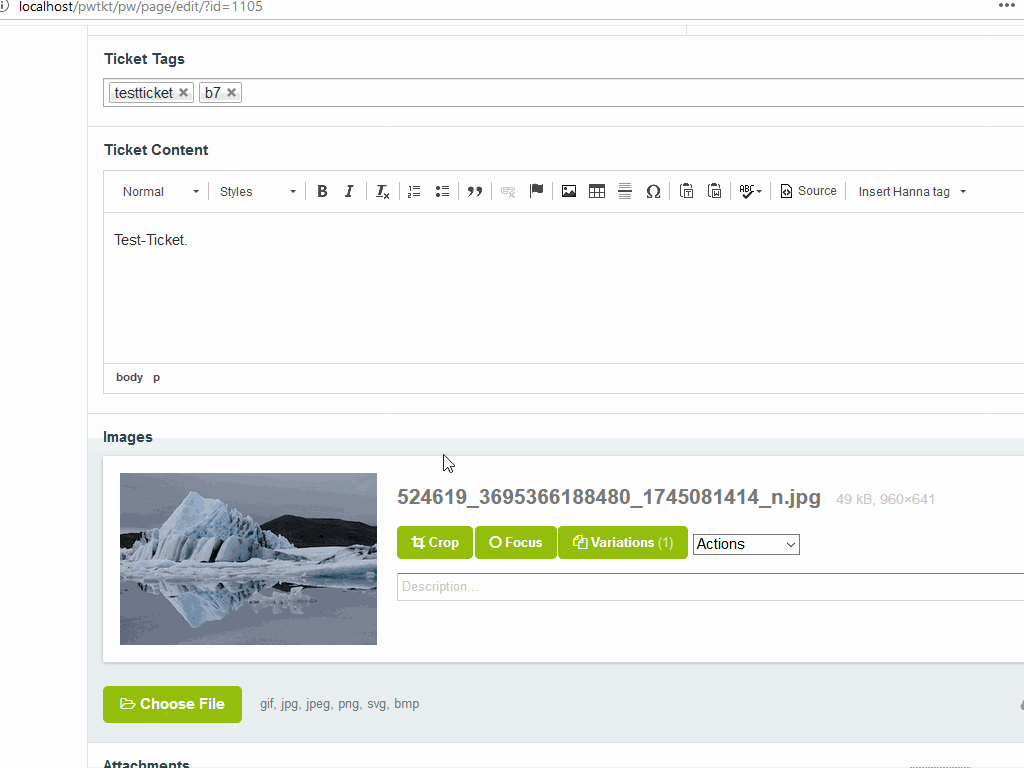 localhost/pwtkt/pw/page/edit/?id=1105
Ticket Tags
testticket
b7
Ticket Content
Normal Styles B I Tx ABC Source Insert Hanna tag
Test-Ticket.
body p
Images
524619_3695366188480_1745081414_n.jpg 49 kB, 960×641
Crop Focus Variations (1) Actions
Description...
Choose File gif, jpg, jpeg, png, svg, bmp
Attachments